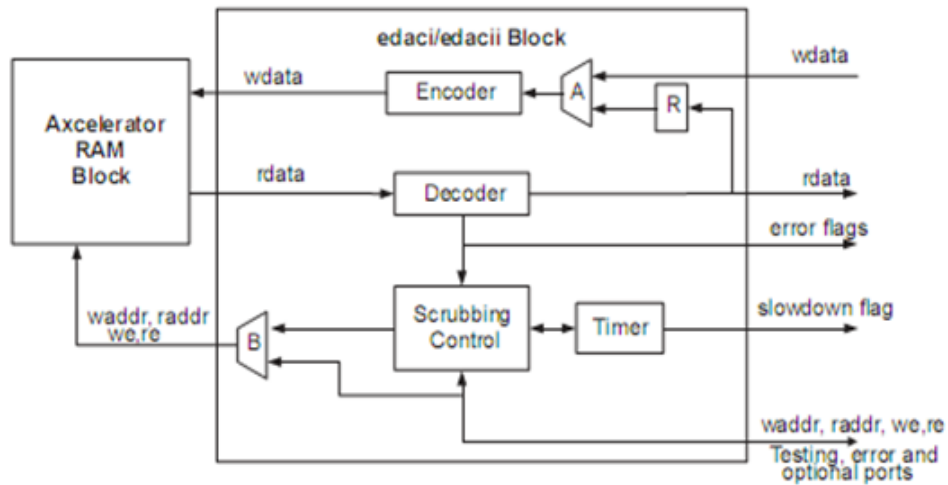 edaci/edacii Block
wdata
wdata
Encoder
A
R
Axcelerator
RAM
Block
rdata
Decoder
rdata
error flags
waddr, raddr
we,re
B
Scrubbing
Control
Timer
slowdown flag
waddr, raddr, we,re
Testing, error and
optional ports